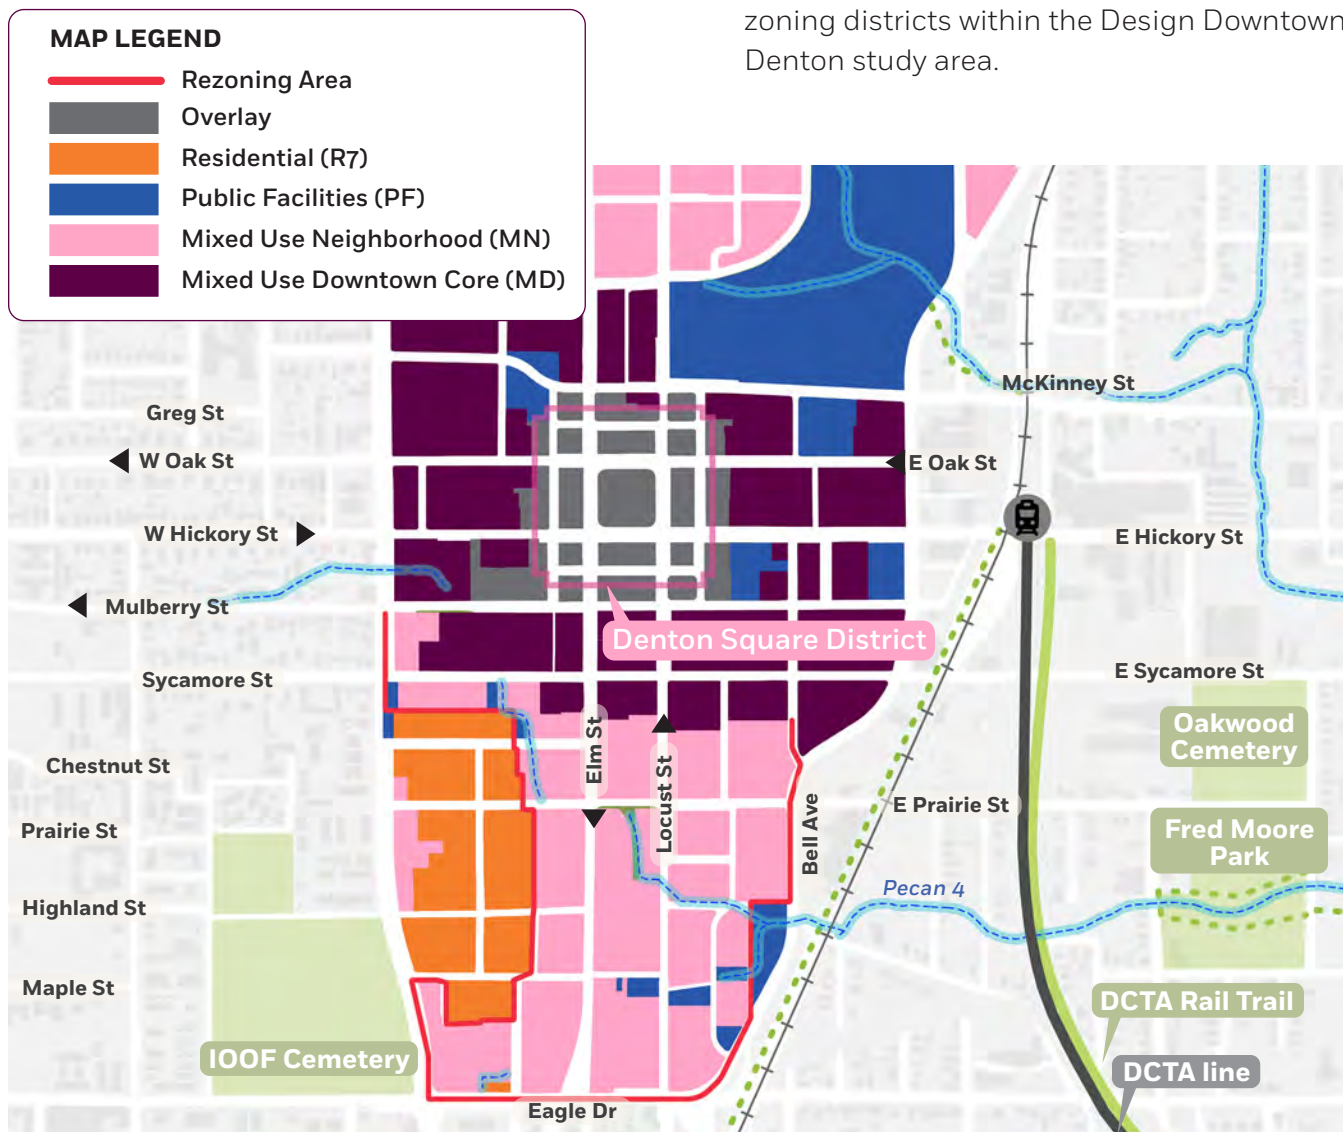 zoning districts within the Design Downtown
Denton study area.
MAP LEGEND
Rezoning Area
Overlay
Residential (R7)
Public Facilities (PF)
Mixed Use Neighborhood (MN)
Mixed Use Downtown Core (MD)
McKinney St
Greg St
W Oak St
E Oak St
W Hickory St
E Hickory St
Mulberry St
Denton Square District
Sycamore St
E Sycamore St
Oakwood
Cemetery
Elm St
Locust St
Chestnut St
Bell Ave
E Prairie St
Prairie St
Fred Moore
Park
Pecan 4
Highland St
Maple St
DCTA Rail Trail
IOOF Cemetery
DCTA line
Eagle Dr